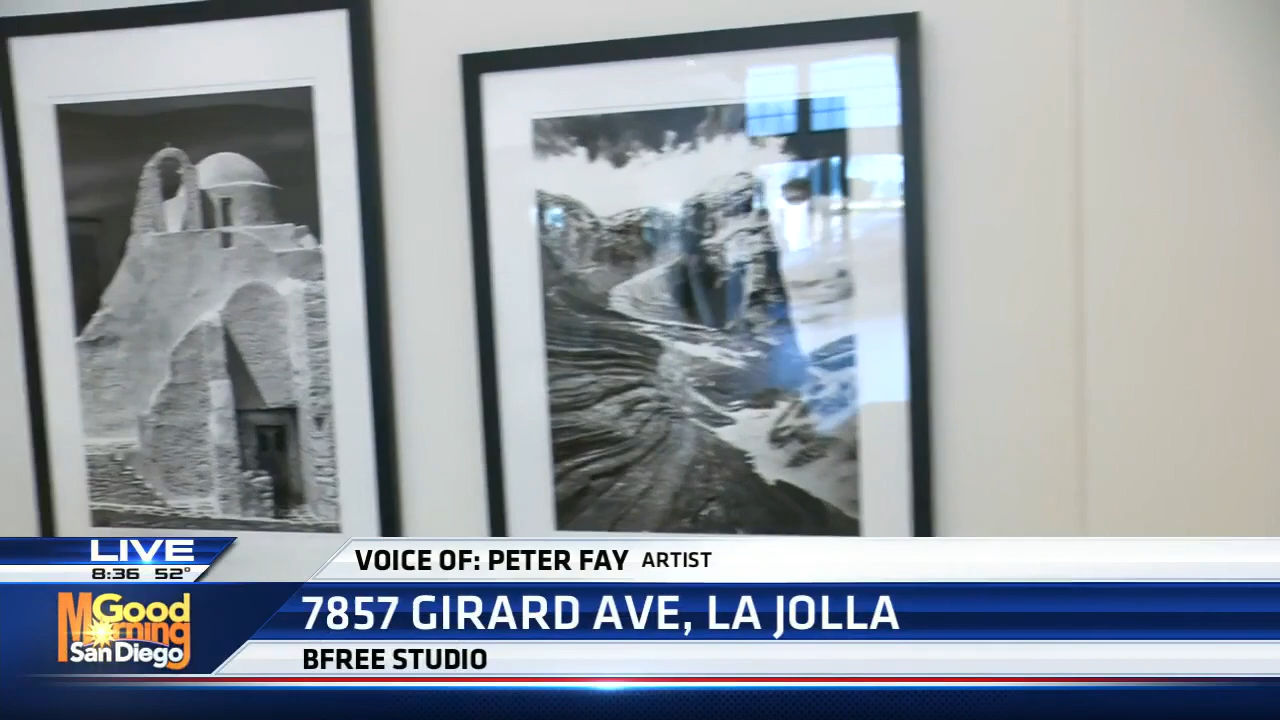 LIVE
8:36 52°
Good
Morning
San Diego
VOICE OF: PETER FAY ARTIST
7857 GIRARD AVE, LA JOLLA
BFREE STUDIO